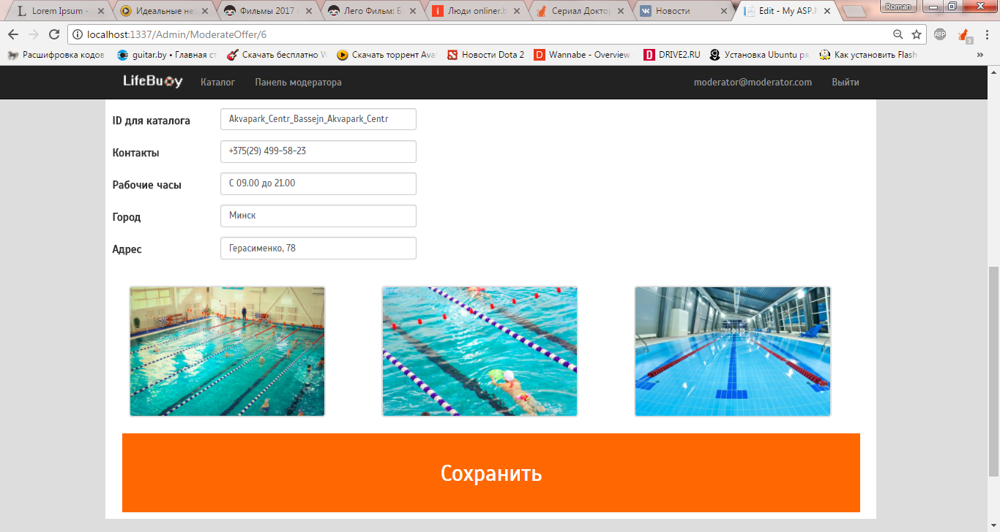 Lorem Ipsum -
Идеальные не
Фильмы 2017
Лего Фильм: Б
Люди onliner.b
Сериал Доктор
Новости
Edit - My ASP.N
Roman
localhost:1337/Admin/ModerateOffer/6
ABP
3
Расшифровка кодов
guitar.by • Главная ст
Скачать бесплатно W
Скачать торрент Ava
Новости Dota 2
Wannabe - Overview
DRIVE2.RU
Установка Ubuntu ря
Как установить Flash
»
LifeBuoy
Каталог
Панель модератора
moderator@moderator.com
Выйти
ID для каталога
Akvapark_Centr_Bassejn_Akvapark_Centr
Контакты
+375(29) 499-58-23
Рабочие часы
С 09.00 до 21.00
Город
Минск
Адрес
Герасименко, 78
Сохранить